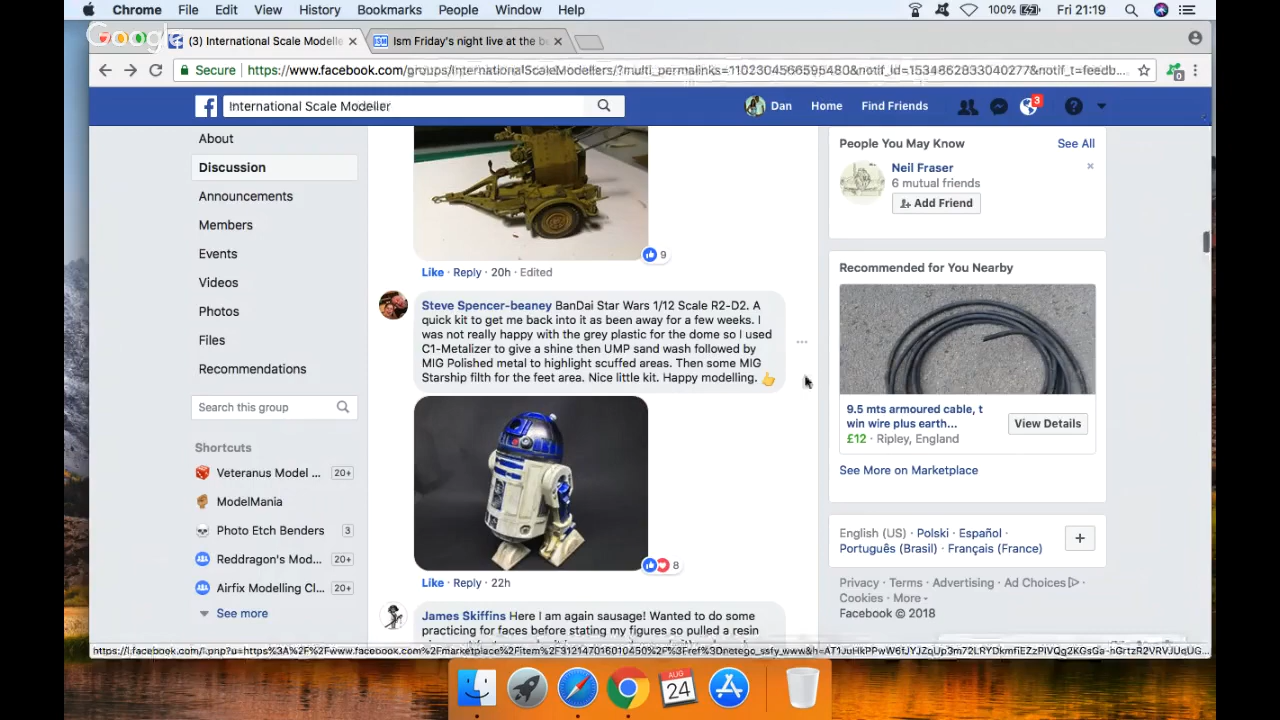 Chrome File Edit View History Bookmarks People Window Help 100% Fri 21:19
Google
(3) International Scale Modelle
Ism Friday's night live at the be
Secure
0
International Scale Modeller
Dan Home Find Friends 3
About
Discussion
Announcements
Members
Events
Videos
Photos
Files
Recommendations
Search this group
Shortcuts
Veteranus Model ... 20+
ModelMania
Photo Etch Benders 3
Reddragon's Mod... 20+
Airfix Modelling Cl... 20+
See more
9
Like · Reply · 20h · Edited
Steve Spencer-beaney BanDai Star Wars 1/12 Scale R2-D2. A
quick kit to get me back into it as been away for a few weeks. I
was not really happy with the grey plastic for the dome so I used
C1-Metalizer to give a shine then UMP sand wash followed by
MIG Polished metal to highlight scuffed areas. Then some MIG
Starship filth for the feet area. Nice little kit. Happy modelling.
8
Like · Reply · 22h
James Skiffins Here I am again sausage! Wanted to do some
practicing for faces before stating my figures so pulled a resin
People You May Know See All
Neil Fraser
6 mutual friends
Add Friend
Recommended for You Nearby
9.5 mts armoured cable, t
win wire plus earth...
£12 · Ripley, England
View Details
See More on Marketplace
English (US) · Polski · Español ·
Português (Brasil) · Français (France)
Privacy · Terms · Advertising · Ad Choices
Cookies · More
Facebook © 2018
AUG
24